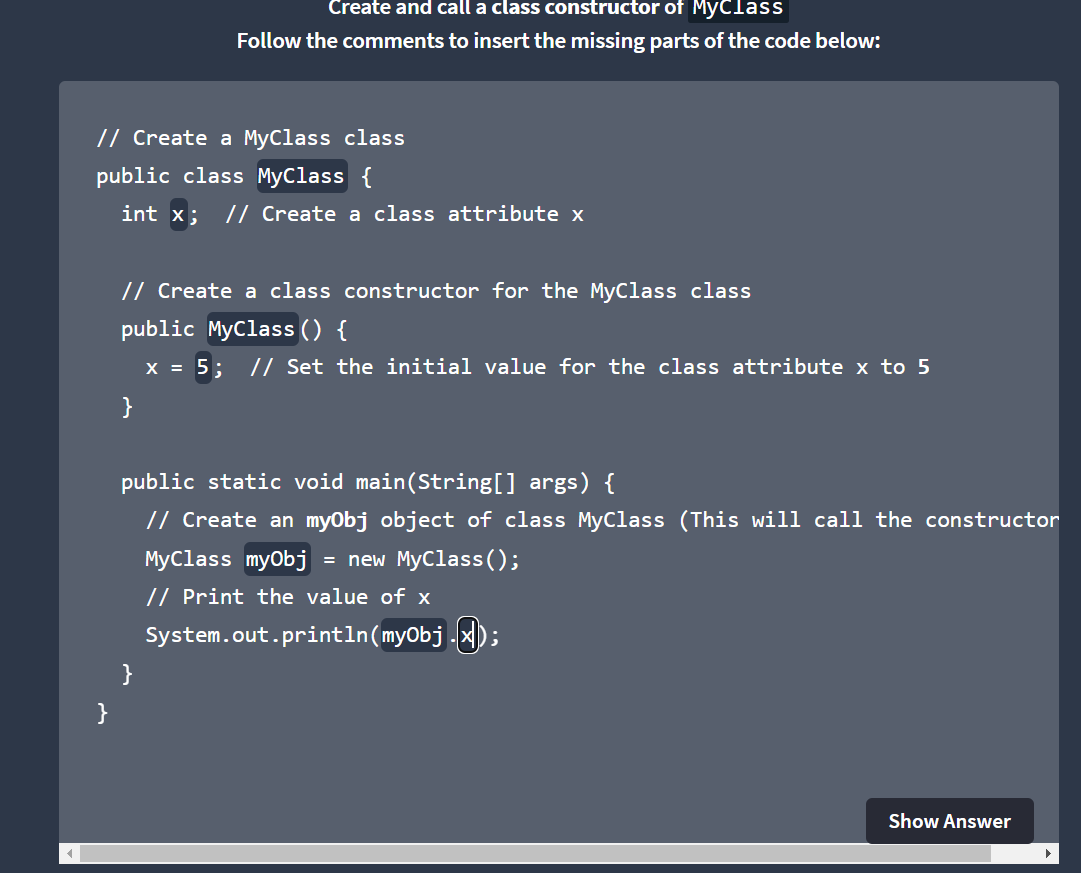 Create and call a class constructor of MyClass
Follow the comments to insert the missing parts of the code below:
// Create a MyClass class
public class MyClass {
int x;  // Create a class attribute x
// Create a class constructor for the MyClass class
public MyClass() {
x = 5;  // Set the initial value for the class attribute x to 5
}
public static void main(String[] args) {
// Create an myObj object of class MyClass (This will call the constructor
MyClass myObj = new MyClass();
// Print the value of x
System.out.println(myObj.x);
}
}
Show Answer